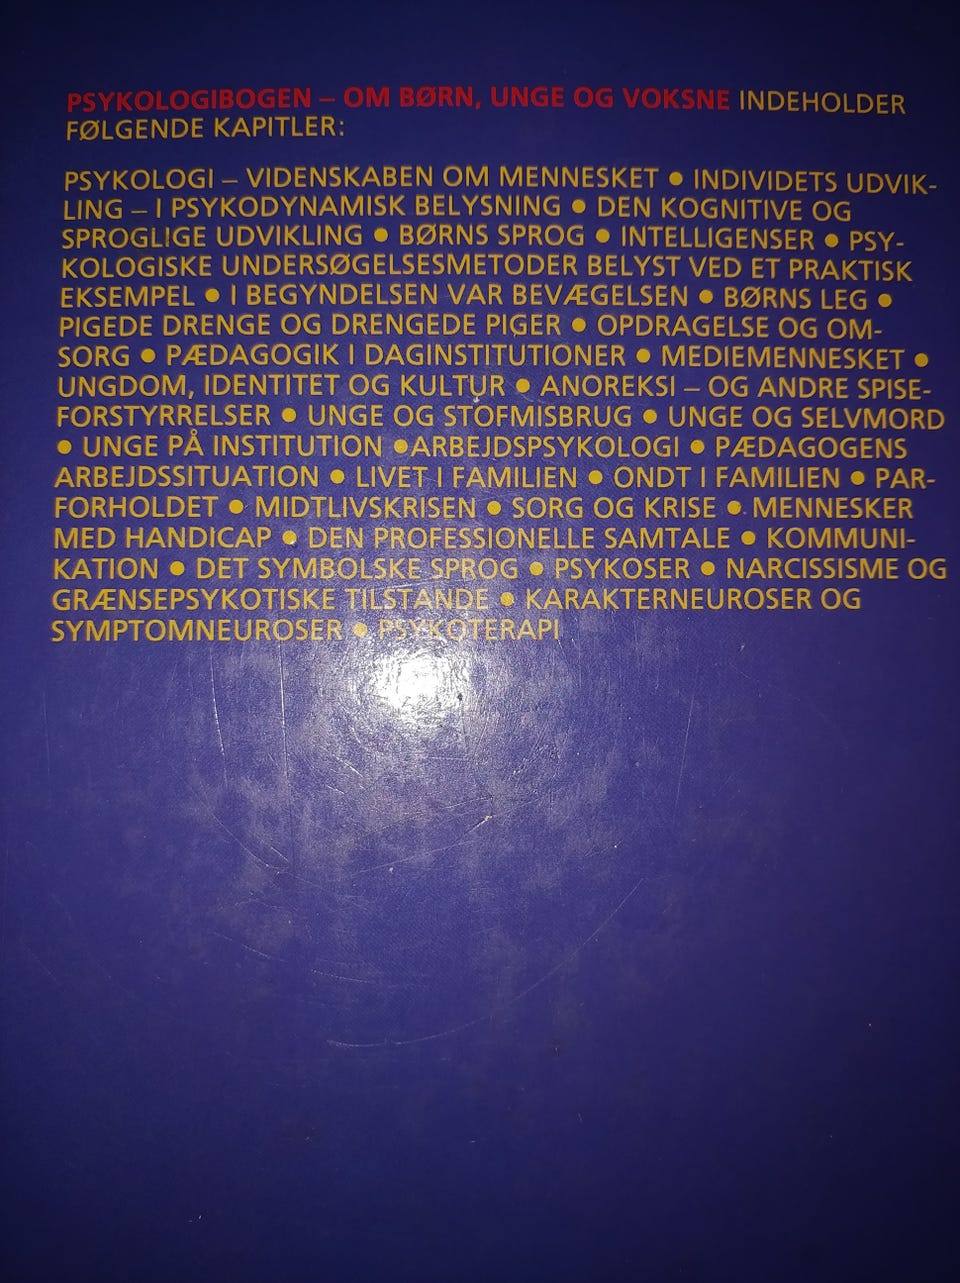 PSYKOLOGIBOGEN – OM BØRN, UNGE OG VOKSNE INDEHOLDER
FØLGENDE KAPITLER:
PSYKOLOGI – VIDENSKABEN OM MENNESKET ● INDIVIDETS UDVIK-
LING – I PSYKODYNAMISK BELYSNING ● DEN KOGNITIVE OG
SPROGLIGE UDVIKLING ● BØRNS SPROG ● INTELLIGENSER ● PSY-
KOLOGISKE UNDERSØGELSESMETODER BELYST VED ET PRAKTISK
EKSEMPEL ● I BEGYNDELSEN VAR BEVÆGELSEN ● BØRNS LEG ●
PIGEDE DRENGE OG DRENGEDE PIGER ● OPDRAGELSE OG OM-
SORG ● PÆDAGOGIK I DAGINSTITUTIONER ● MEDIEMENNESKET ●
UNGDOM, IDENTITET OG KULTUR ● ANOREKSI – OG ANDRE SPISE-
FORSTYRRELSER ● UNGE OG STOFMISBRUG ● UNGE OG SELVMORD
● UNGE PÅ INSTITUTION ●ARBEJDSPSYKOLOGI ● PÆDAGOGENS
ARBEJDSSITUATION ● LIVET I FAMILIEN ● ONDT I FAMILIEN ● PAR-
FORHOLDET ● MIDTLIVSKRISEN ● SORG OG KRISE ● MENNESKER
MED HANDICAP ● DEN PROFESSIONELLE SAMTALE ● KOMMUNI-
KATION ● DET SYMBOLSKE SPROG ● PSYKOSER ● NARCISSISME OG
GRÆNSEPSYKOTISKE TILSTANDE ● KARAKTERNEUROSER OG
SYMPTOMNEUROSER ● PSYKOTERAPI